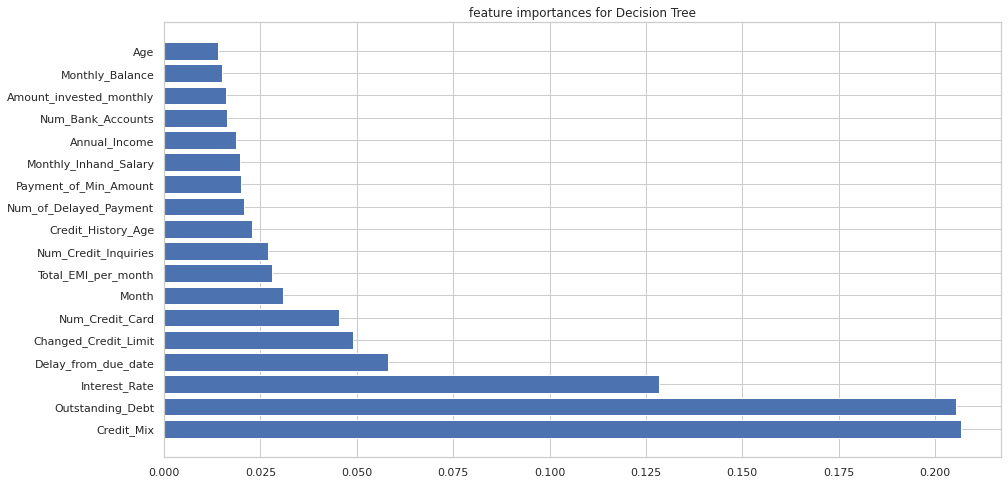 feature importances for Decision Tree
Age
Monthly_Balance
Amount_invested_monthly
Num_Bank_Accounts
Annual_Income
Monthly_Inhand_Salary
Payment_of_Min_Amount
Num_of_Delayed_Payment
Credit_History_Age
Num_Credit_Inquiries
Total_EMI_per_month
Month
Num_Credit_Card
Changed_Credit_Limit
Delay_from_due_date
Interest_Rate
Outstanding_Debt
Credit_Mix
0.000 0.025 0.050 0.075 0.100 0.125 0.150 0.175 0.200